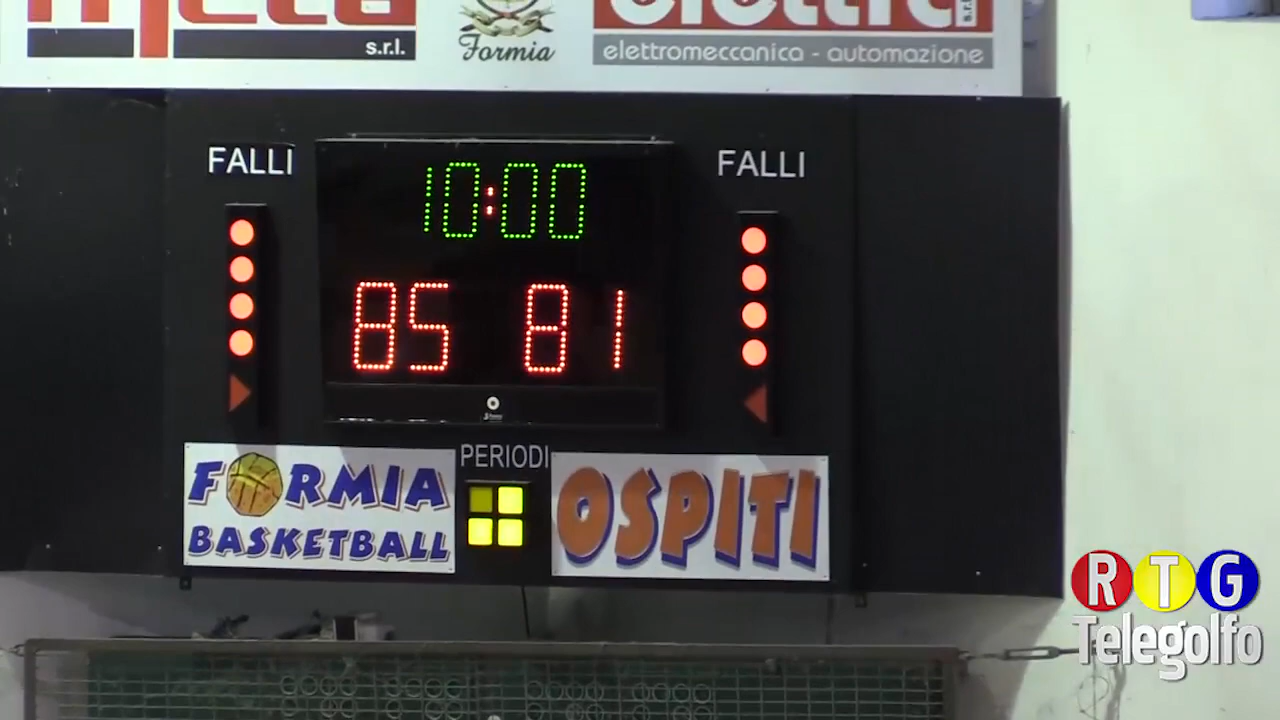 s.r.l.
Formia
elettromeccanica - automazione
FALLI
FALLI
10:00
85 81
PERIODI
FORMIA
BASKETBALL
OSPITI
RTG
Telegolfo